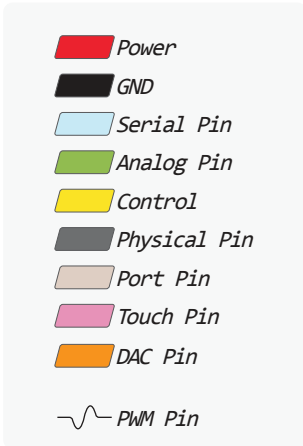 Power
GND
Serial Pin
Analog Pin
Control
Physical Pin
Port Pin
Touch Pin
DAC Pin
PWM Pin